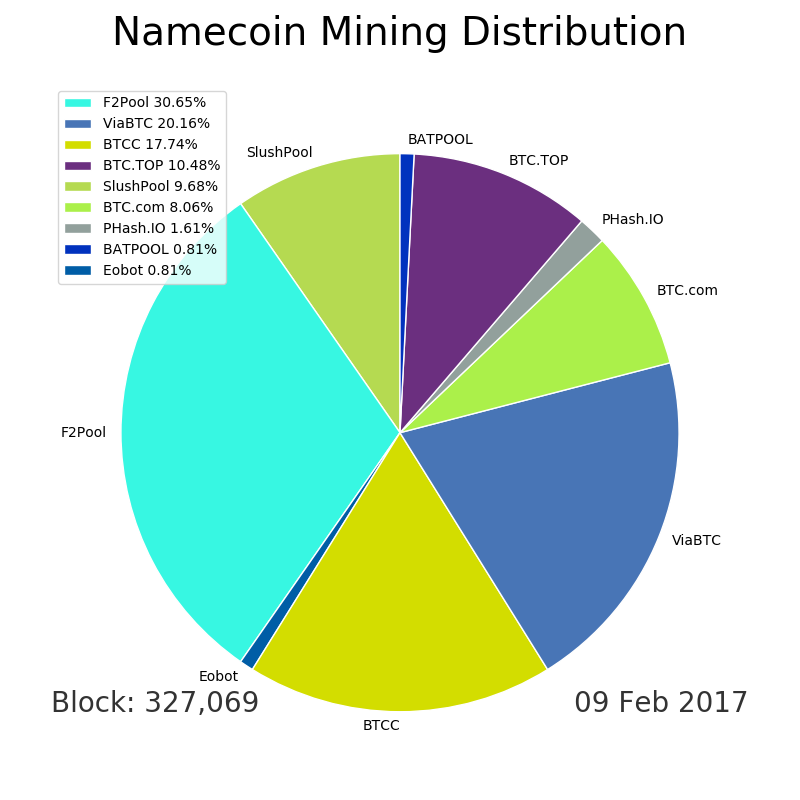 Namecoin Mining Distribution
F2Pool 30.65%
ViaBTC 20.16%
BTCC 17.74%
BTC.TOP 10.48%
SlushPool 9.68%
BTC.com 8.06%
PHash.IO 1.61%
BATPOOL 0.81%
Eobot 0.81%
BATPOOL
SlushPool
BTC.TOP
PHash.IO
BTC.com
F2Pool
ViaBTC
Eobot
BTCC
Block: 327,069
09 Feb 2017